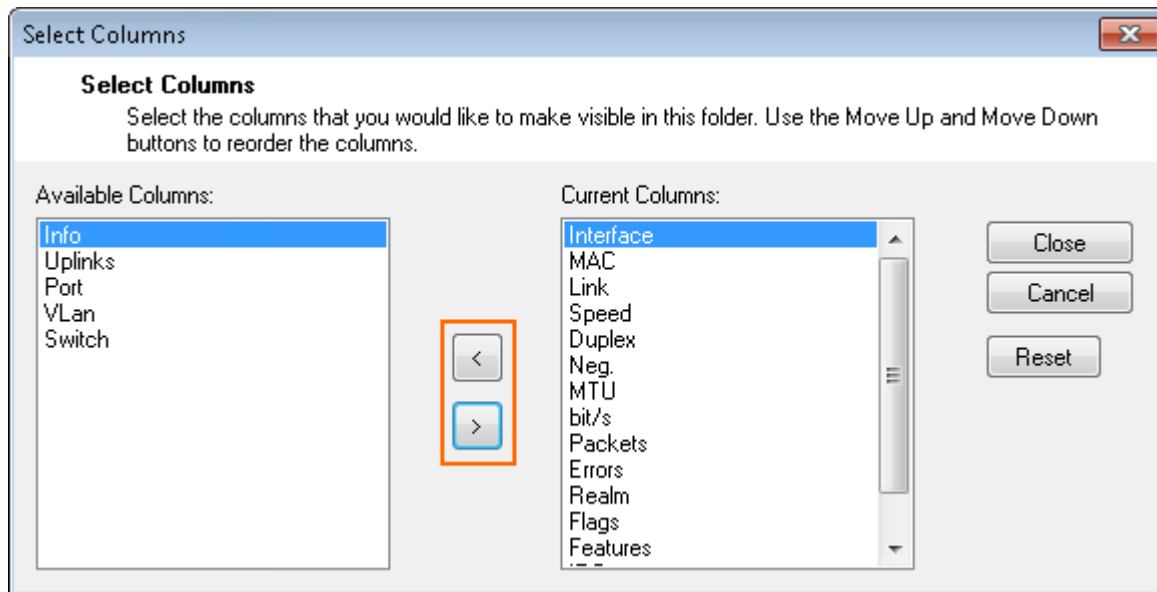 Select Columns
Select Columns
Select the columns that you would like to make visible in this folder. Use the Move Up and Move Down
buttons to reorder the columns.
Available Columns:
Info
Uplinks
Port
VLan
Switch
<
>
Current Columns:
Interface
MAC
Link
Speed
Duplex
Neg.
MTU
bit/s
Packets
Errors
Realm
Flags
Features
Close
Cancel
Reset